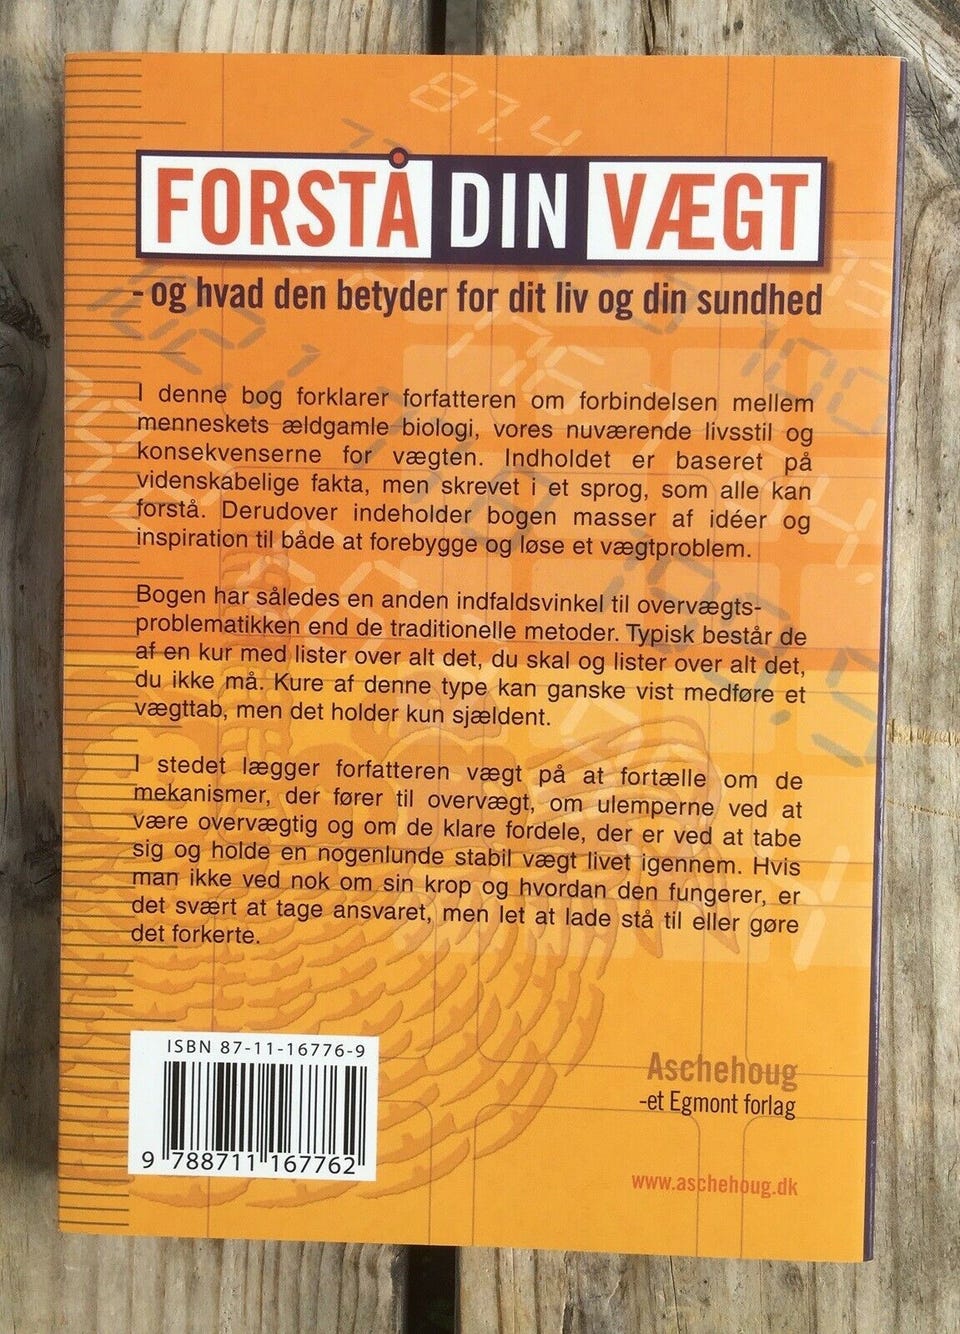 FORSTÅ DIN VÆGT
- og hvad den betyder for dit liv og din sundhed
I denne bog forklarer forfatteren om forbindelsen mellem
menneskets ældgamle biologi, vores nuværende livsstil og
konsekvenserne for vægten. Indholdet er baseret på
videnskabelige fakta, men skrevet i et sprog, som alle kan
forstå. Derudover indeholder bogen masser af idéer og
inspiration til både at forebygge og løse et vægtproblem.
Bogen har således en anden indfaldsvinkel til overvægts-
problematikken end de traditionelle metoder. Typisk består de
af en kur med lister over alt det, du skal og lister over alt det,
du ikke må. Kure af denne type kan ganske vist medføre et
vægttab, men det holder kun sjældent.
I stedet lægger forfatteren vægt på at fortælle om de
mekanismer, der fører til overvægt, om ulemperne ved at
være overvægtig og om de klare fordele, der er ved at tabe
sig og holde en nogenlunde stabil vægt livet igennem. Hvis
man ikke ved nok om sin krop og hvordan den fungerer, er
det svært at tage ansvaret, men let at lade stå til eller gøre
det forkerte.
ISBN 87-11-16776-9
9 788711 167762
Aschehoug
-et Egmont forlag
www.aschehoug.dk
87,4